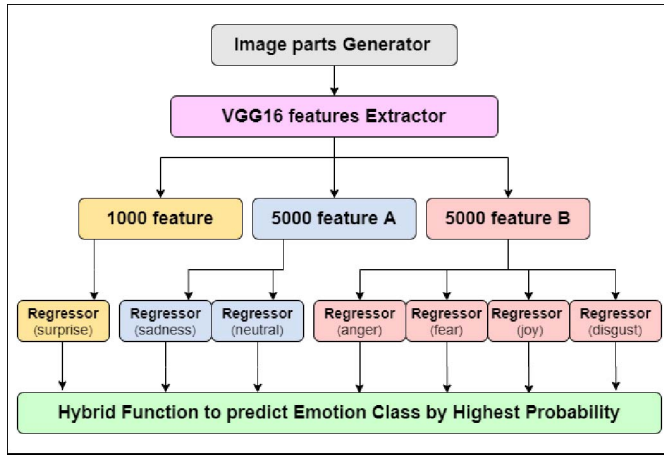 Image parts Generator
VGG16 features Extractor
1000 feature
5000 feature A
5000 feature B
Regressor
(surprise)
Regressor
(sadness)
Regressor
(neutral)
Regressor
(anger)
Regressor
(fear)
Regressor
(joy)
Regressor
(disgust)
Hybrid Function to predict Emotion Class by Highest Probability